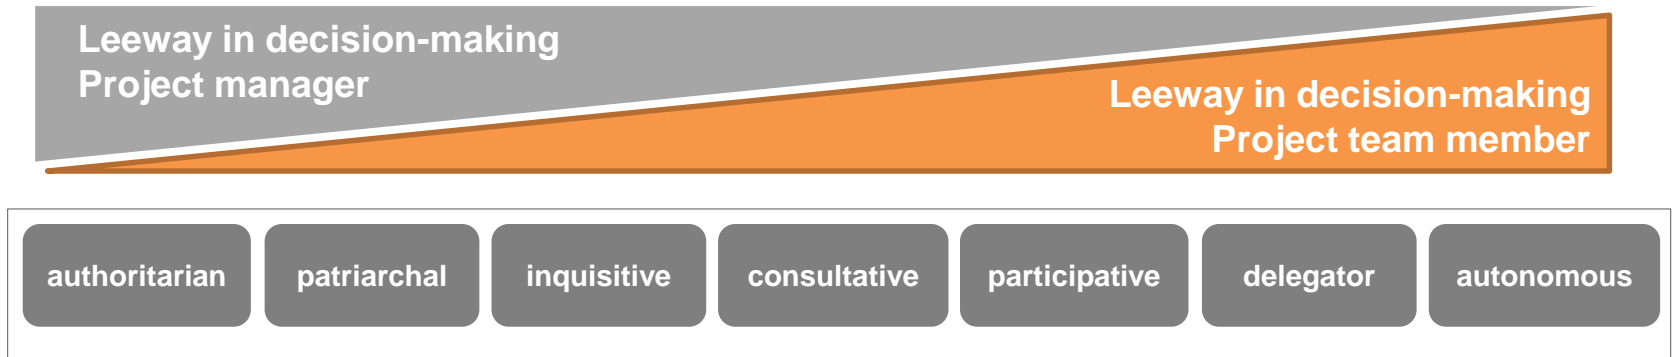 Leeway in decision-making
Project manager
Leeway in decision-making
Project team member
authoritarian patriarchal inquisitive consultative participative delegator autonomous